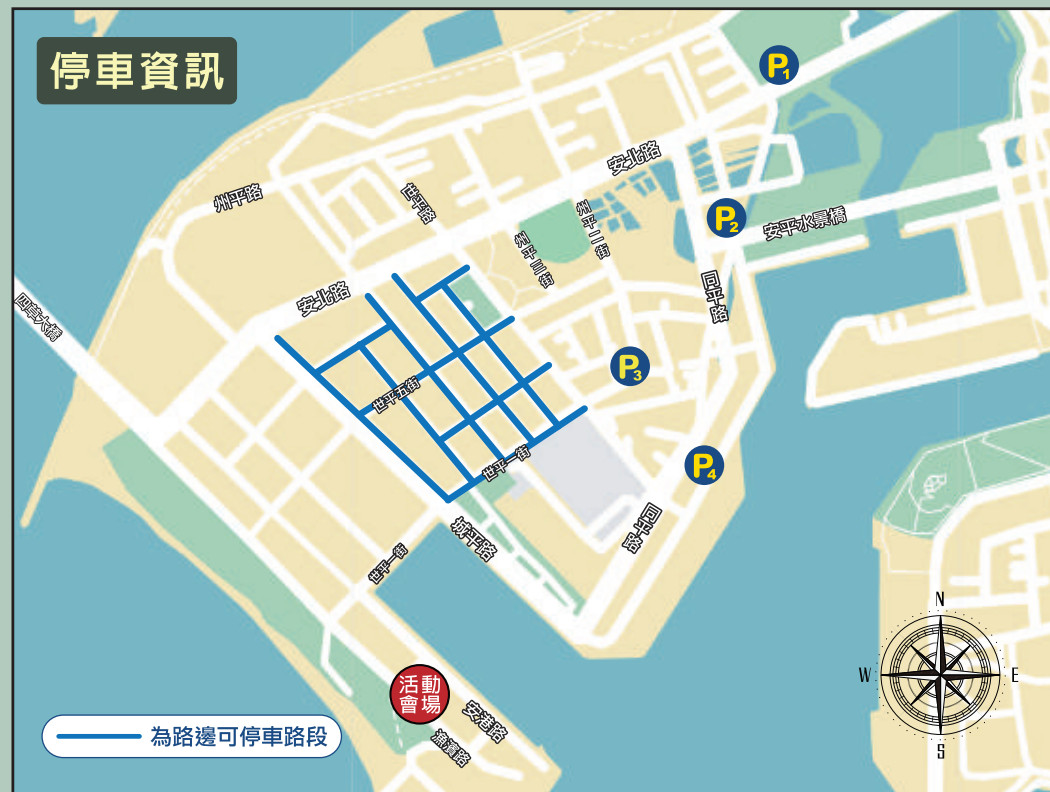 停車資訊
P1
安北路
州平路
世平路
州平二街
州平三街
P2
安平水景橋
同平路
安北路
四草大橋
P3
世平五街
世平一街
P4
城平路
同平路
世平一街
N
W
E
S
活動
會場
安港路
漁濱路
為路邊可停車路段